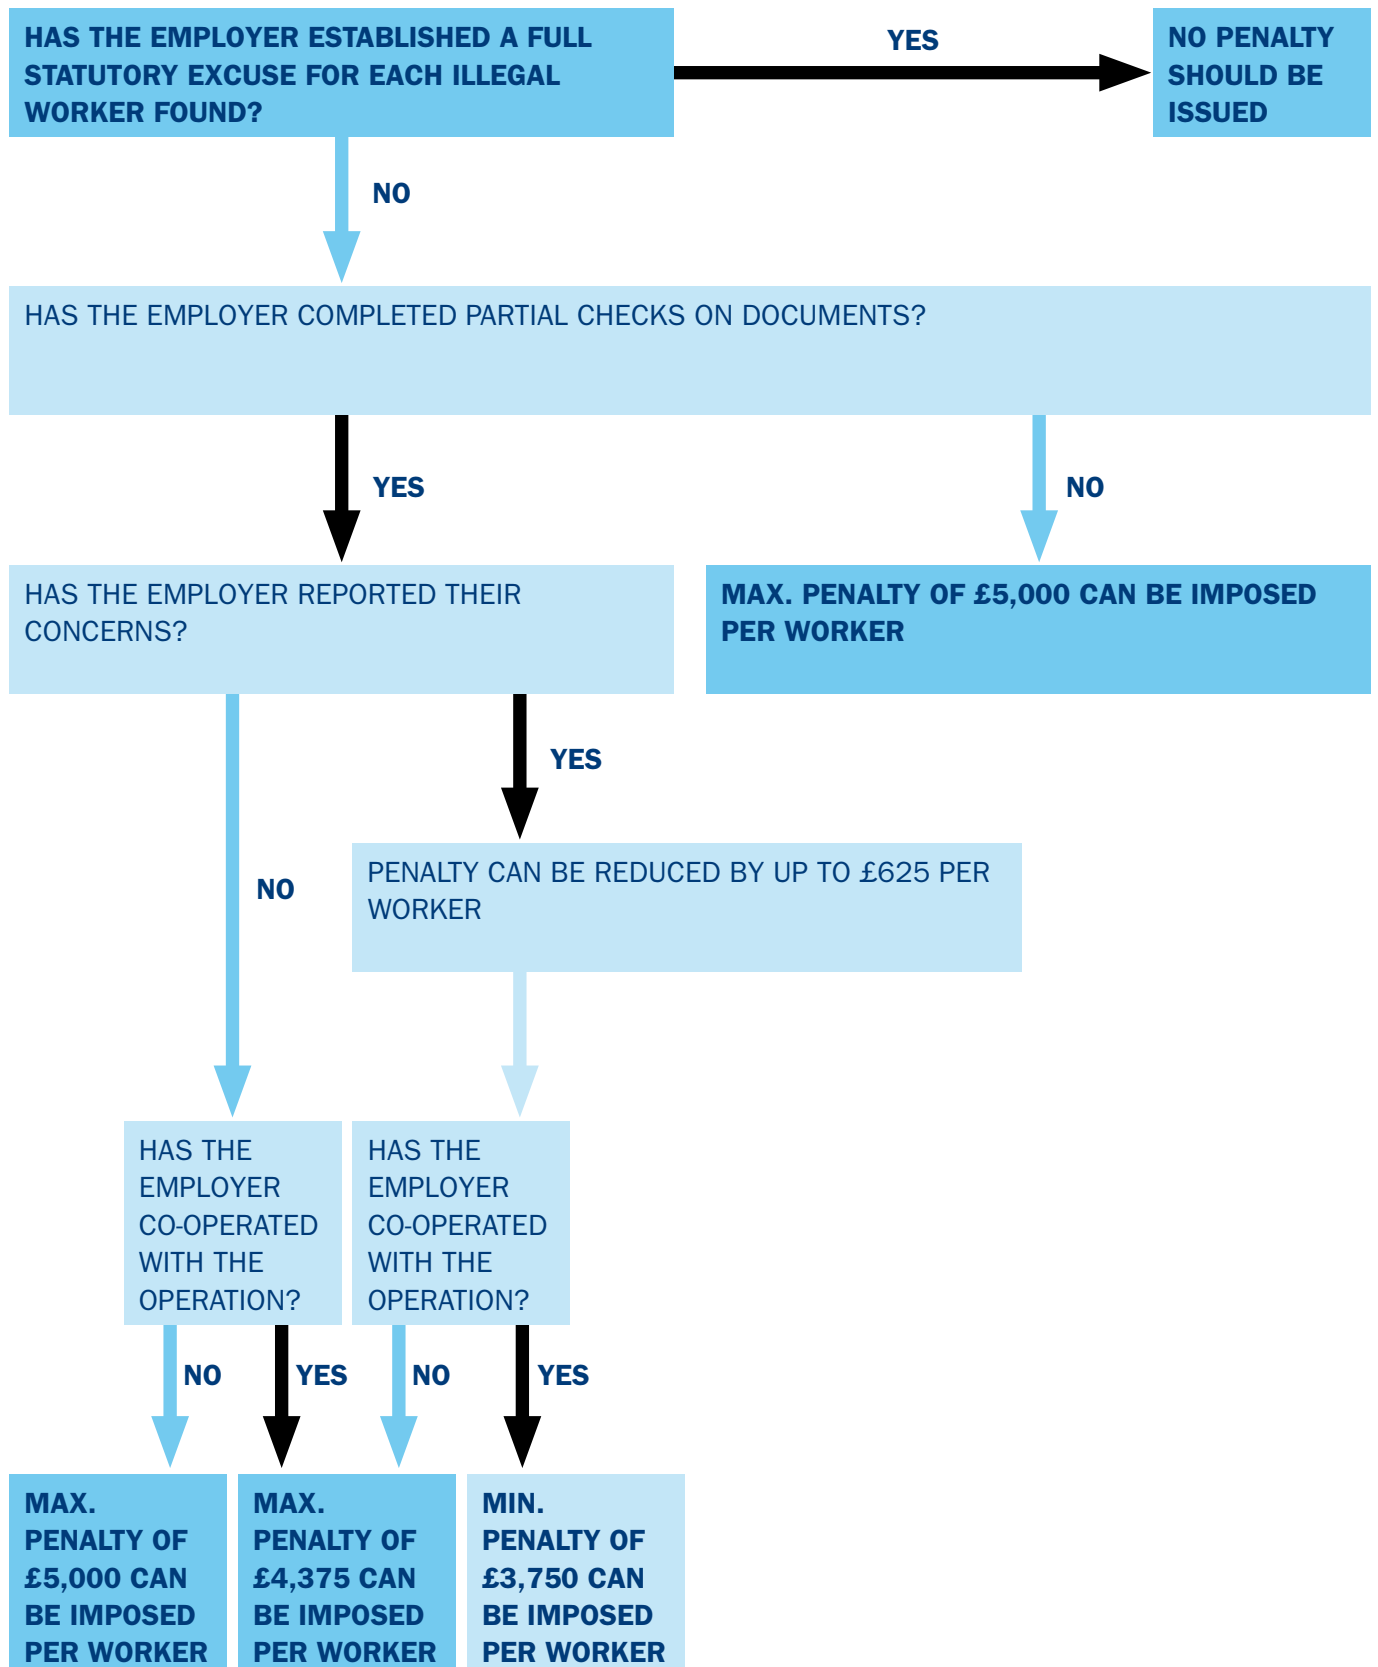 HAS THE EMPLOYER ESTABLISHED A FULL
STATUTORY EXCUSE FOR EACH ILLEGAL
WORKER FOUND?
YES
NO PENALTY
SHOULD BE
ISSUED
NO
HAS THE EMPLOYER COMPLETED PARTIAL CHECKS ON DOCUMENTS?
YES
NO
HAS THE EMPLOYER REPORTED THEIR
CONCERNS?
MAX. PENALTY OF £5,000 CAN BE IMPOSED
PER WORKER
YES
NO
PENALTY CAN BE REDUCED BY UP TO £625 PER
WORKER
HAS THE
EMPLOYER
CO-OPERATED
WITH THE
OPERATION?
HAS THE
EMPLOYER
CO-OPERATED
WITH THE
OPERATION?
NO
YES
NO
YES
MAX.
PENALTY OF
£5,000 CAN
BE IMPOSED
PER WORKER
MAX.
PENALTY OF
£4,375 CAN
BE IMPOSED
PER WORKER
MIN.
PENALTY OF
£3,750 CAN
BE IMPOSED
PER WORKER